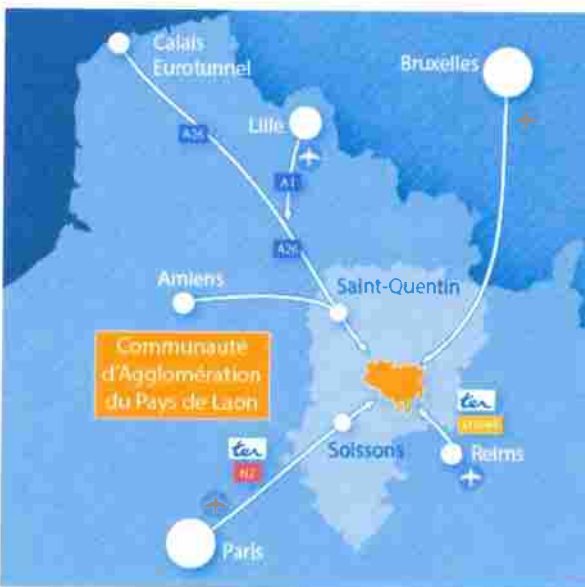 Calais
Eurotunnel
Bruxelles
A26
Lille
A1
A26
Amiens
Saint-Quentin
Communauté
d'Agglomération
du Pays de Laon
ter
Soissons
ter
N2
Reims
Paris